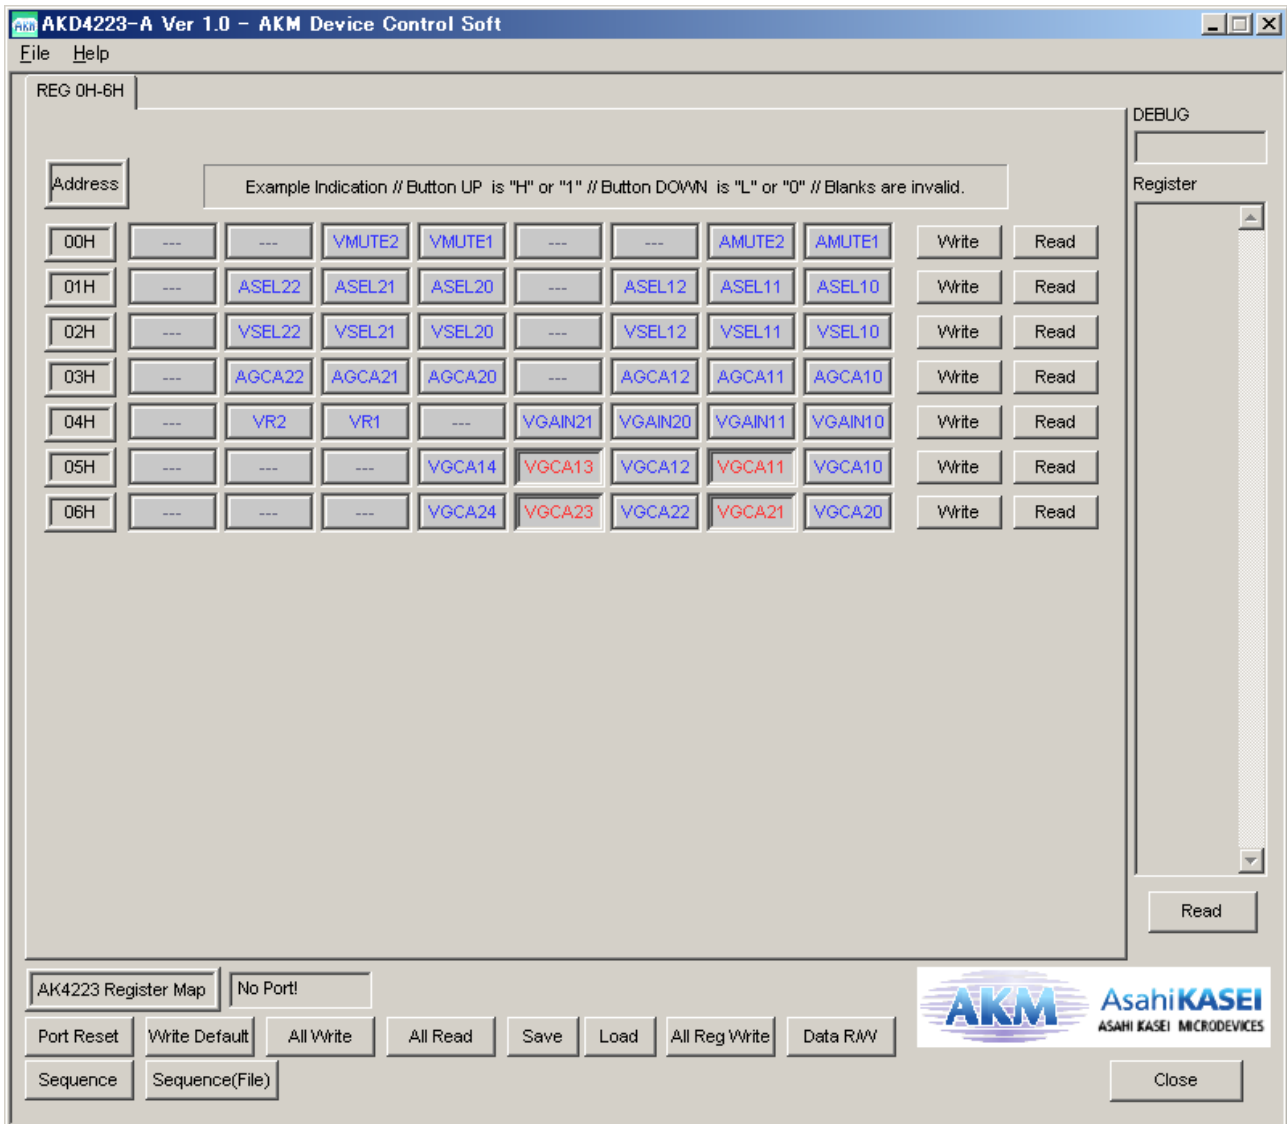 AKM AKD4223-A Ver 1.0 - AKM Device Control Soft
File Help
REG 0H-6H
DEBUG
Address
Example Indication // Button UP is "H" or "1" // Button DOWN is "L" or "0" // Blanks are invalid.
Register
00H --- --- VMUTE2 VMUTE1 --- --- AMUTE2 AMUTE1 Write Read
01H --- ASEL22 ASEL21 ASEL20 --- ASEL12 ASEL11 ASEL10 Write Read
02H --- VSEL22 VSEL21 VSEL20 --- VSEL12 VSEL11 VSEL10 Write Read
03H --- AGCA22 AGCA21 AGCA20 --- AGCA12 AGCA11 AGCA10 Write Read
04H --- VR2 VR1 --- VGAIN21 VGAIN20 VGAIN11 VGAIN10 Write Read
05H --- --- --- VGCA14 VGCA13 VGCA12 VGCA11 VGCA10 Write Read
06H --- --- --- VGCA24 VGCA23 VGCA22 VGCA21 VGCA20 Write Read
Read
AK4223 Register Map No Port!
AKM AsahiKASEI
ASAHI KASEI MICRODEVICES
Port Reset Write Default All Write All Read Save Load All Reg Write Data R/W
Sequence Sequence(File) Close